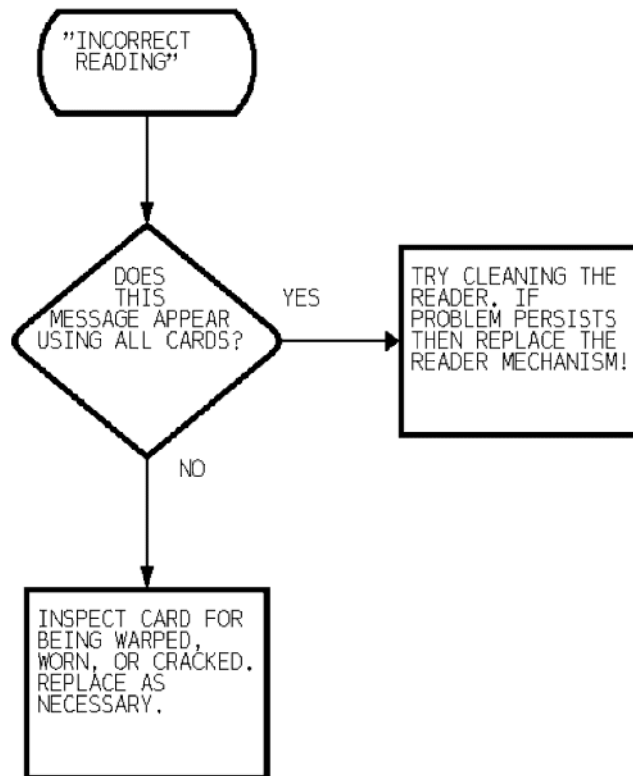 "INCORRECT
READING"
DOES
THIS
MESSAGE APPEAR
USING ALL CARDS?
YES
TRY CLEANING THE
READER. IF
PROBLEM PERSISTS
THEN REPLACE THE
READER MECHANISM!
NO
INSPECT CARD FOR
BEING WARPED,
WORN, OR CRACKED.
REPLACE AS
NECESSARY.